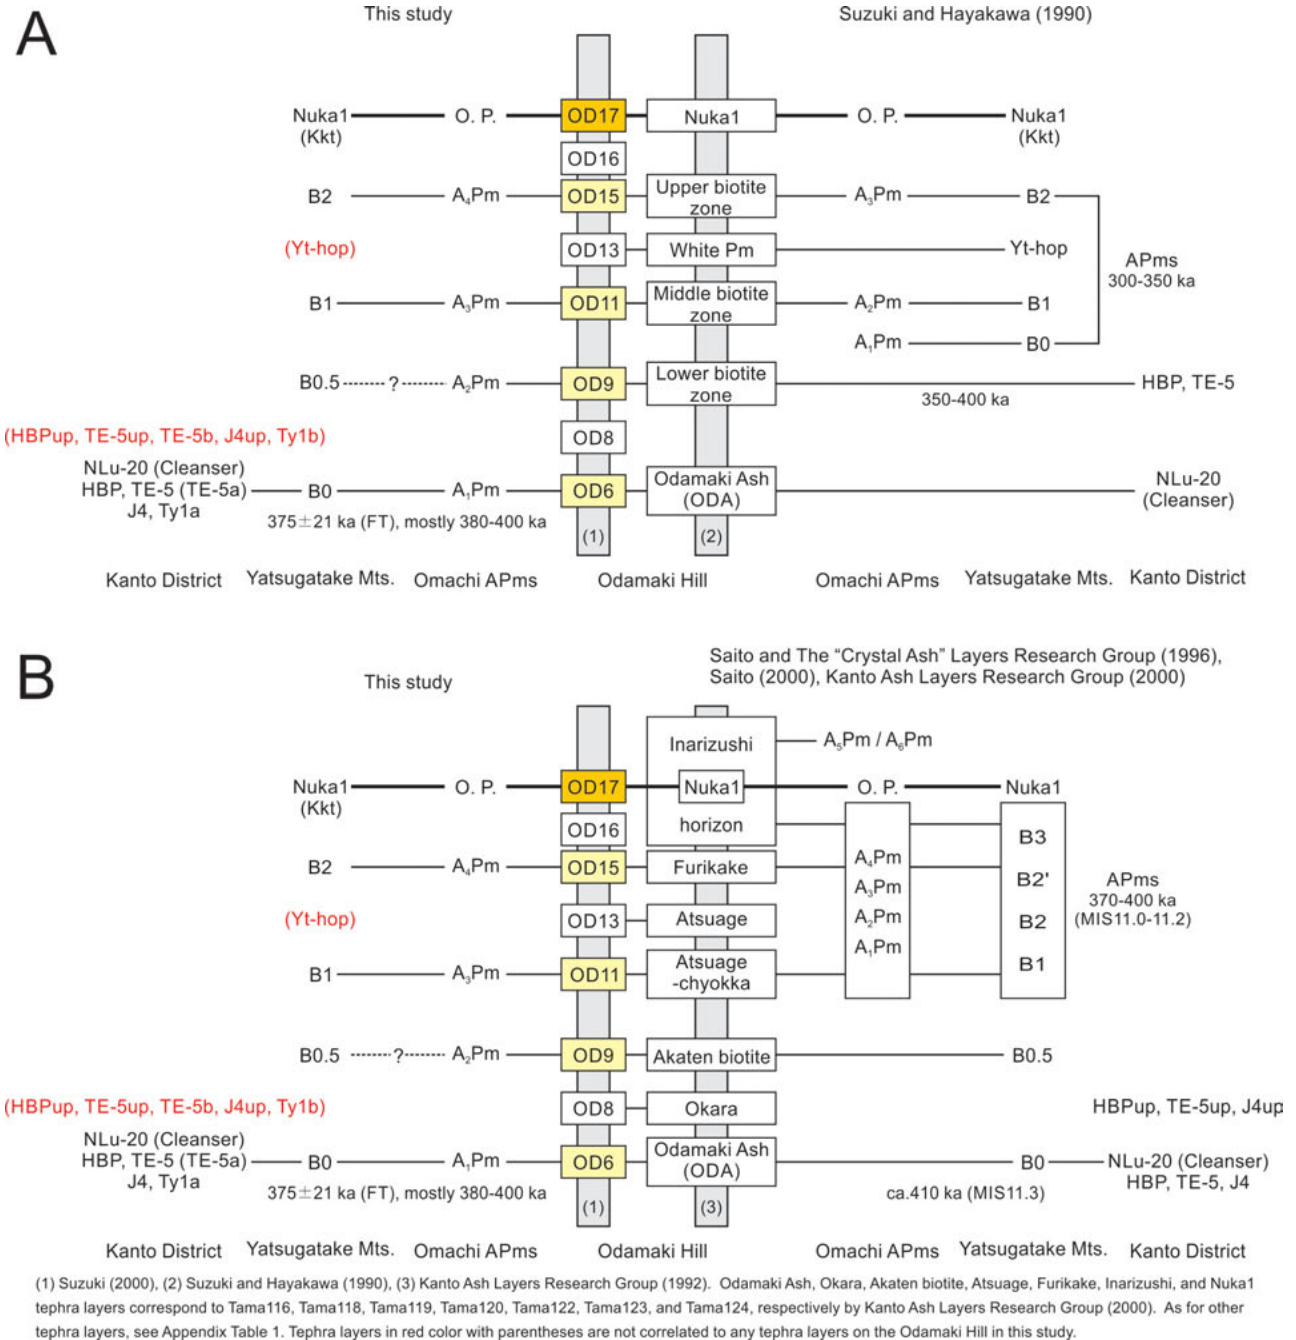 A
This study
Suzuki and Hayakawa (1990)
Nuka1 O. P. OD17 Nuka1 O. P. Nuka1
(Kkt) (Kkt)
OD16
B2 A₄Pm OD15 Upper biotite zone A₃Pm B2
(Yt-hop) OD13 White Pm Yt-hop
APms
300-350 ka
B1 A₃Pm OD11 Middle biotite zone A₂Pm B1
A₁Pm B0
B0.5 ? A₂Pm OD9 Lower biotite zone HBP, TE-5
350-400 ka
(HBPup, TE-5up, TE-5b, J4up, Ty1b) OD8
NLu-20 (Cleanser)
HBP, TE-5 (TE-5a) B0 A₁Pm OD6 Odamaki Ash (ODA) NLu-20 (Cleanser)
J4, Ty1a
375±21 ka (FT), mostly 380-400 ka
(1) (2)
Kanto District Yatsugatake Mts. Omachi APms Odamaki Hill Omachi APms Yatsugatake Mts. Kanto District
B
This study
Saito and The “Crystal Ash” Layers Research Group (1996),
Saito (2000), Kanto Ash Layers Research Group (2000)
Inarizushi A₅Pm / A₆Pm
Nuka1 O. P. OD17 Nuka1 O. P. Nuka1
(Kkt)
OD16 horizon B3
B2 A₄Pm OD15 Furikake A₄Pm
A₃Pm B2'
APms
370-400 ka
(MIS11.0-11.2)
(Yt-hop) OD13 Atsuage A₂Pm B2
A₁Pm
B1 A₃Pm OD11 Atsuage -chyokka B1
B0.5 ? A₂Pm OD9 Akaten biotite B0.5
(HBPup, TE-5up, TE-5b, J4up, Ty1b) OD8 Okara HBPup, TE-5up, J4up
NLu-20 (Cleanser)
HBP, TE-5 (TE-5a) B0 A₁Pm OD6 Odamaki Ash (ODA) B0 NLu-20 (Cleanser)
J4, Ty1a HBP, TE-5, J4
375±21 ka (FT), mostly 380-400 ka ca.410 ka (MIS11.3)
(1) (3)
Kanto District Yatsugatake Mts. Omachi APms Odamaki Hill Omachi APms Yatsugatake Mts. Kanto District
(1) Suzuki (2000), (2) Suzuki and Hayakawa (1990), (3) Kanto Ash Layers Research Group (1992). Odamaki Ash, Okara, Akaten biotite, Atsuage, Furikake, Inarizushi, and Nuka1
tephra layers correspond to Tama116, Tama118, Tama119, Tama120, Tama122, Tama123, and Tama124, respectively by Kanto Ash Layers Research Group (2000). As for other
tephra layers, see Appendix Table 1. Tephra layers in red color with parentheses are not correlated to any tephra layers on the Odamaki Hill in this study.